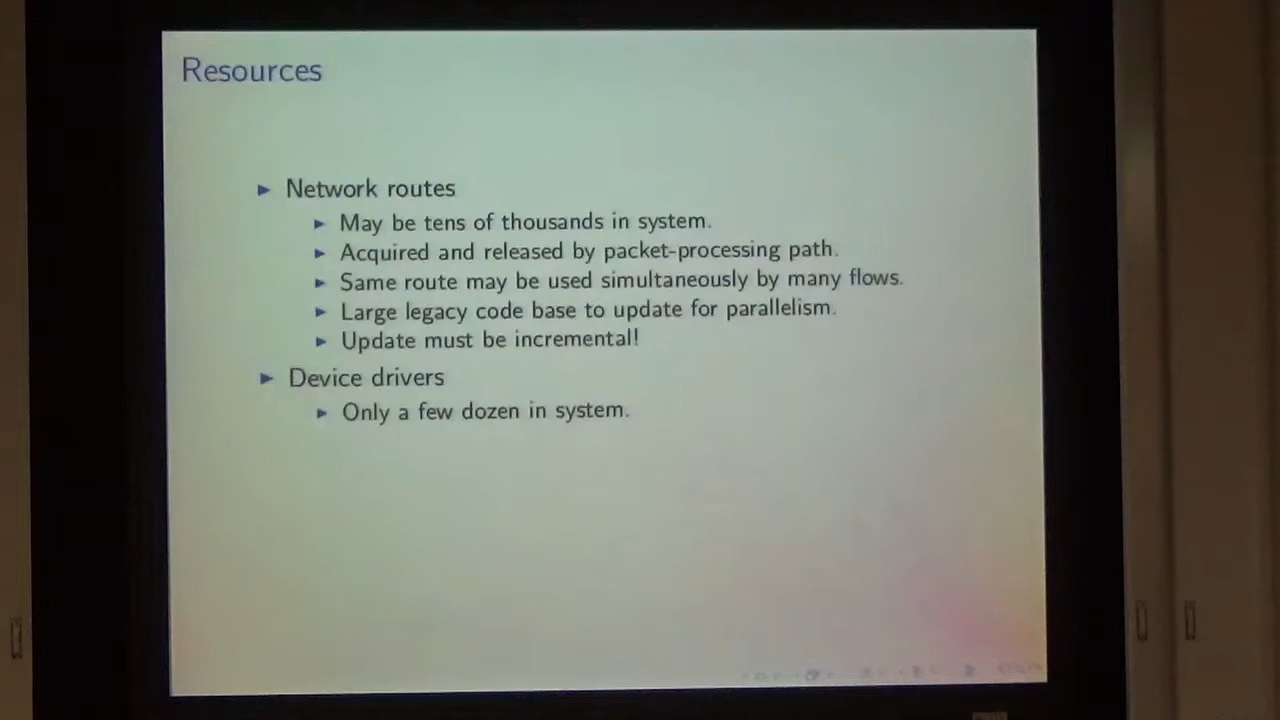 Resources
Network routes
May be tens of thousands in system.
Acquired and released by packet-processing path.
Same route may be used simultaneously by many flows.
Large legacy code base to update for parallelism.
Update must be incremental!
Device drivers
Only a few dozen in system.